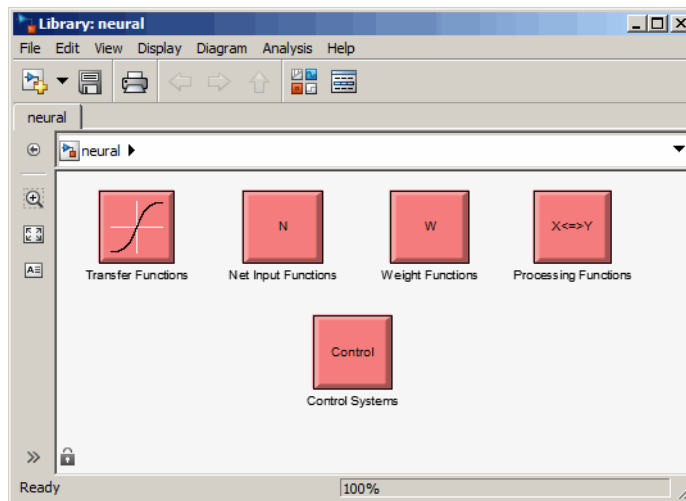 Library: neural
File Edit View Display Diagram Analysis Help
neural
neural
N
W
X<=>Y
Transfer Functions Net Input Functions Weight Functions Processing Functions
Control
Control Systems
Ready 100%